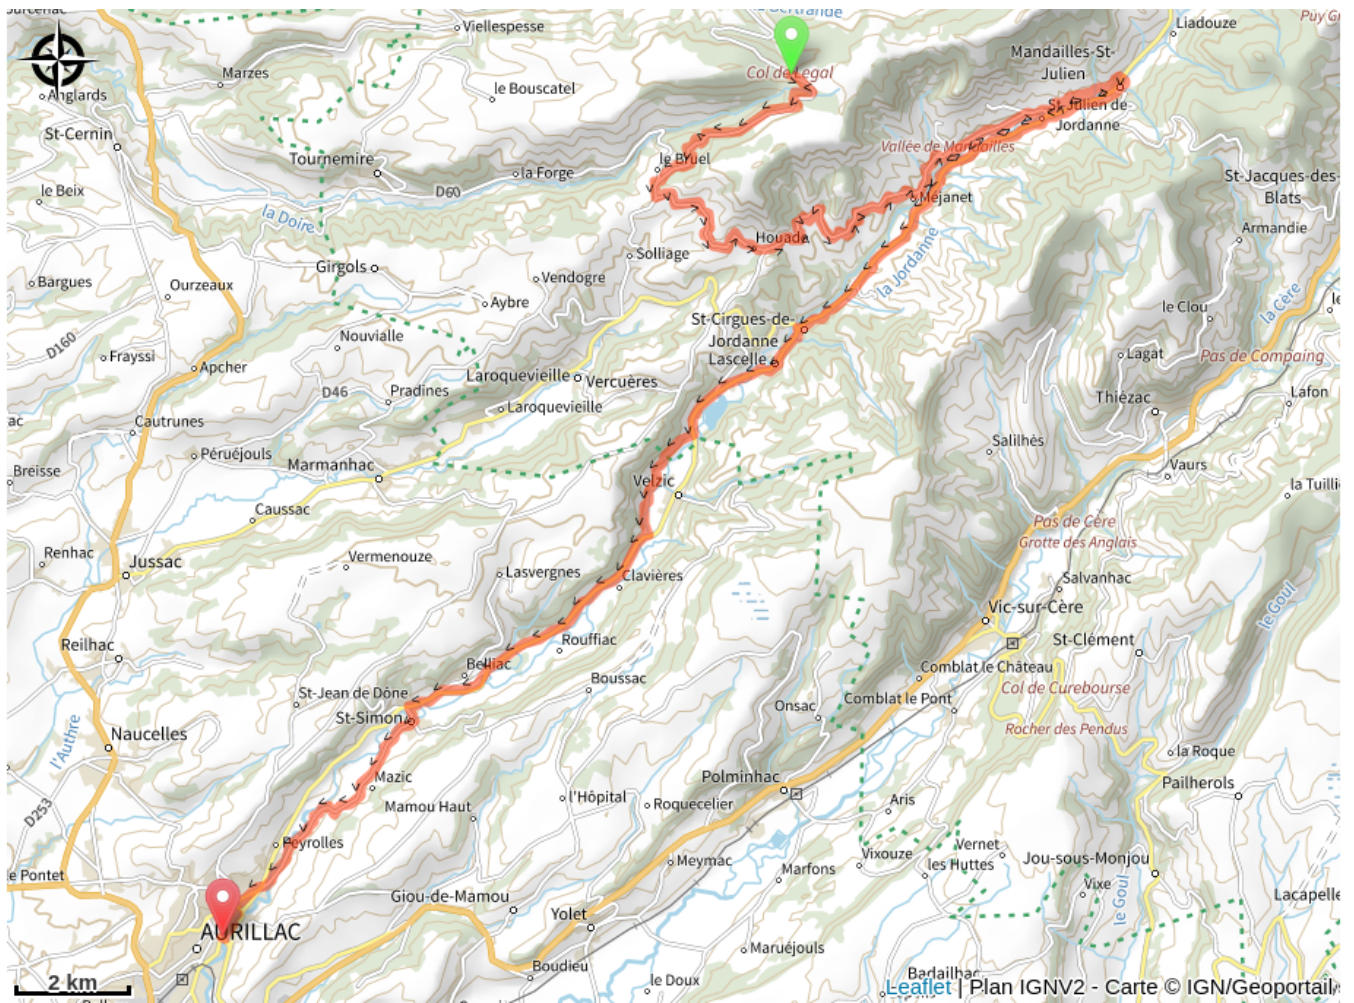 Viellespesse
Liadouze
Mandailles-St-
Julien
Col de Legal
Marzes
le Bouscatel
Anglards
St-Cernin
St-Julien de-
Jordanne
Vallée de Mandailles
Tournemire
le Bruel
la Forge
D60
le Beix
St-Jacques-des-
Blats
Méjanet
la Doire
Armandie
Houada
Solliage
la Jordanne
Girgols
Vendogre
Bargues
Ourzeaux
Aybre
le Clou
la Cère
St-Cirgues-de-
Jordanne
Lascelle
Nouvialle
D160
Frayssi
Apcher
Lagat
Pas de Compaing
Laroquevieille
Vercuères
D46
Pradines
Thiézac
Lafon
Laroquevieille
Cautrunes
Salilhès
Péruéjouls
Marmanhac
Breisse
Velzic
Vaurs
la Tuilli
Caussac
Pas de Cère
Grotte des Anglais
Renhac
Jussac
Vermenouze
Lasvergnes
Clavières
Salvanhac
le Goul
Vic-sur-Cère
Reilhac
Rouffiac
St-Clément
Belliac
Comblat le Château
Boussac
Col de Curebourse
St-Jean de Dône
Comblat le Pont
Onsac
St-Simon
Rocher des Pendus
Naucelles
l'Authre
la Roque
Mazic
Polminhac
Pailherols
l'Hôpital
Roquecelier
Aris
Mamou Haut
D253
Peyrolles
Vernet
les Huttes
Vixouze
Jou-sous-Monjou
Meymac
Marfons
e Pontet
Vixe
Giou-de-Mamou
Lacapelle
le Goul
Yolet
AURILLAC
Maruéjouls
Boudieu
le Doux
Badailhac
2 km
Leaflet | Plan IGNV2 - Carte © IGN/Geoportail